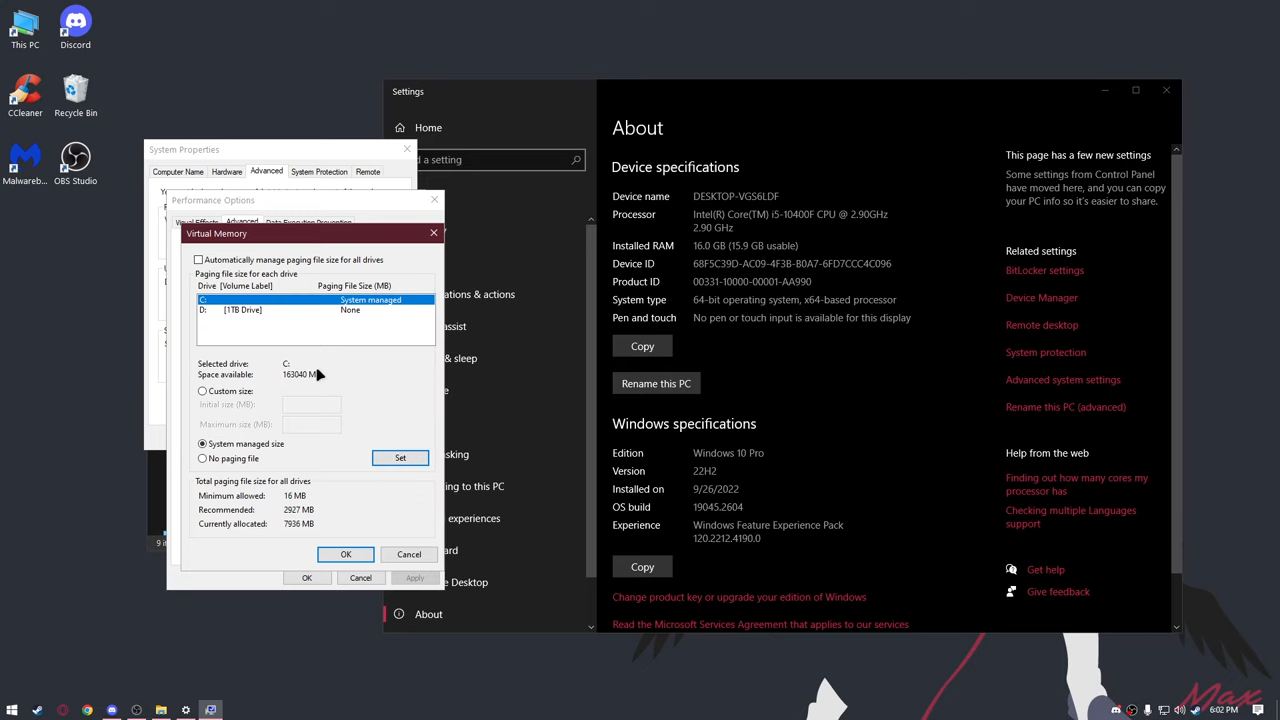 This PC
Discord
CCleaner
Recycle Bin
Malwareb...
OBS Studio
System Properties
Computer Name
Hardware
Advanced
System Protection
Remote
Performance Options
Visual Effects
Advanced
Data Execution Prevention
Virtual Memory
Automatically manage paging file size for all drives
Paging file size for each drive
Drive [Volume Label] Paging File Size (MB)
C: System managed
D: [1TB Drive] None
Selected drive: C:
Space available: 163040 M
Custom size:
Initial size (MB):
Maximum size (MB):
System managed size
No paging file
Set
Total paging file size for all drives
Minimum allowed: 16 MB
Recommended: 2927 MB
Currently allocated: 7936 MB
OK
Cancel
OK
Cancel
Apply
Settings
Home
d a setting
ations & actions
assist
& sleep
asking
ng to this PC
experiences
ard
Desktop
About
About
Device specifications
Device name DESKTOP-VGS6LDF
Processor Intel(R) Core(TM) i5-10400F CPU @ 2.90GHz
2.90 GHz
Installed RAM 16.0 GB (15.9 GB usable)
Device ID 68F5C39D-AC09-4F3B-B0A7-6FD7CCC4C096
Product ID 00331-10000-00001-AA990
System type 64-bit operating system, x64-based processor
Pen and touch No pen or touch input is available for this display
Copy
Rename this PC
Windows specifications
Edition Windows 10 Pro
Version 22H2
Installed on 9/26/2022
OS build 19045.2604
Experience Windows Feature Experience Pack
120.2212.4190.0
Copy
Change product key or upgrade your edition of Windows
Read the Microsoft Services Agreement that applies to our services
This page has a few new settings
Some settings from Control Panel
have moved here, and you can copy
your PC info so it's easier to share.
Related settings
BitLocker settings
Device Manager
Remote desktop
System protection
Advanced system settings
Rename this PC (advanced)
Help from the web
Finding out how many cores my
processor has
Checking multiple Languages
support
Get help
Give feedback
Max
6:02 PM